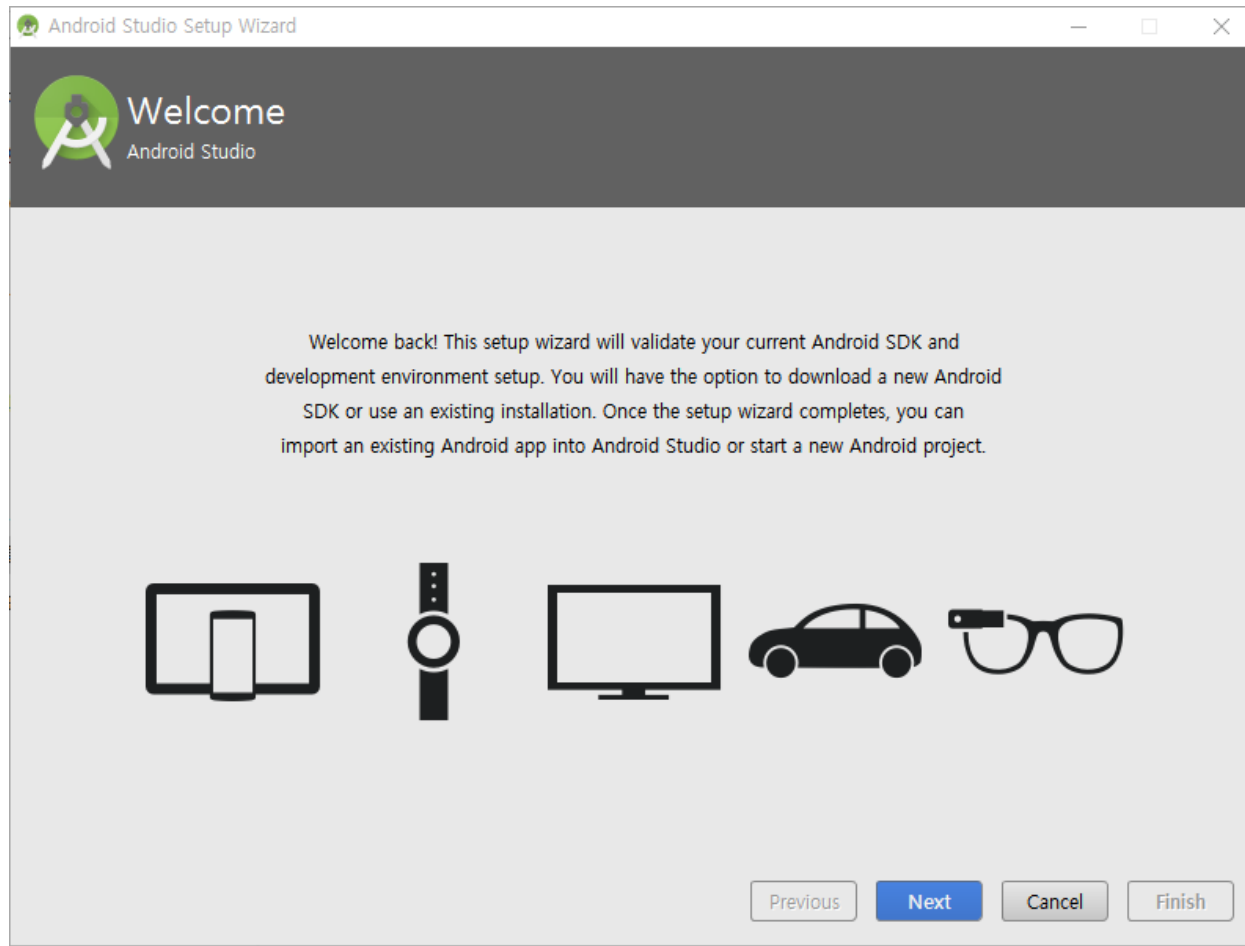 Android Studio Setup Wizard
Welcome
Android Studio
Welcome back! This setup wizard will validate your current Android SDK and
development environment setup. You will have the option to download a new Android
SDK or use an existing installation. Once the setup wizard completes, you can
import an existing Android app into Android Studio or start a new Android project.
Previous
Next
Cancel
Finish